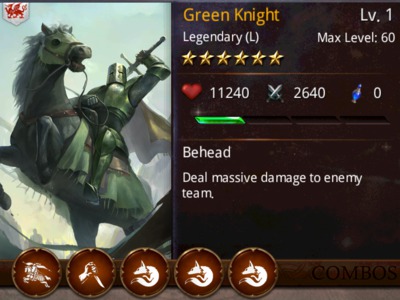 Green Knight Lv. 1
Legendary (L) Max Level: 60
11240 2640 0
Behead
Deal massive damage to enemy
team.
COMBOS